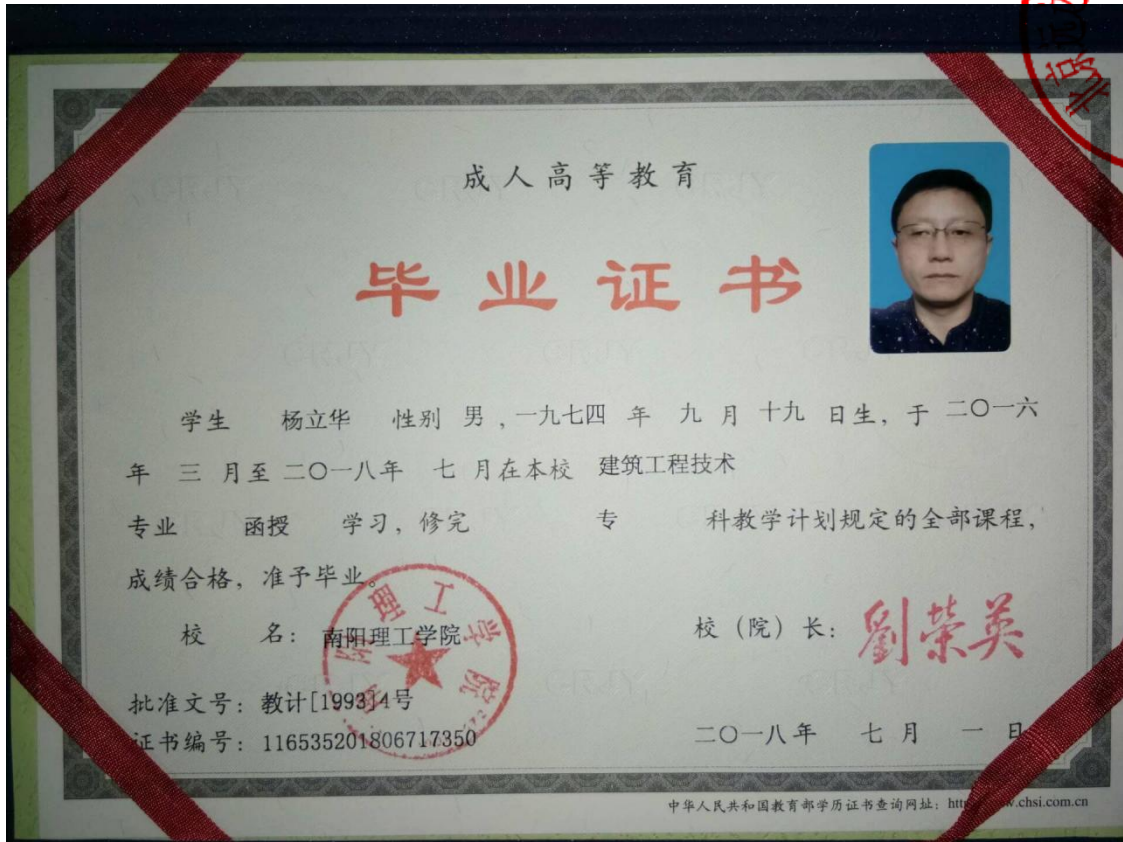 成人高等教育
毕业证书
学生 杨立华 性别 男，一九七四 年 九 月 十九 日生，于 二〇一六
年 三 月至 二〇一八年 七 月在本校 建筑工程技术
专业 函授 学习，修完 专 科教学计划规定的全部课程，
成绩合格，准予毕业。
校 名：南阳理工学院
校（院）长：劉荣英
批准文号：教计[1993]4号
证书编号：116535201806717350
二〇一八年 七 月 一 日
中华人民共和国教育部学历证书查询网址：htt v.chsi.com.cn